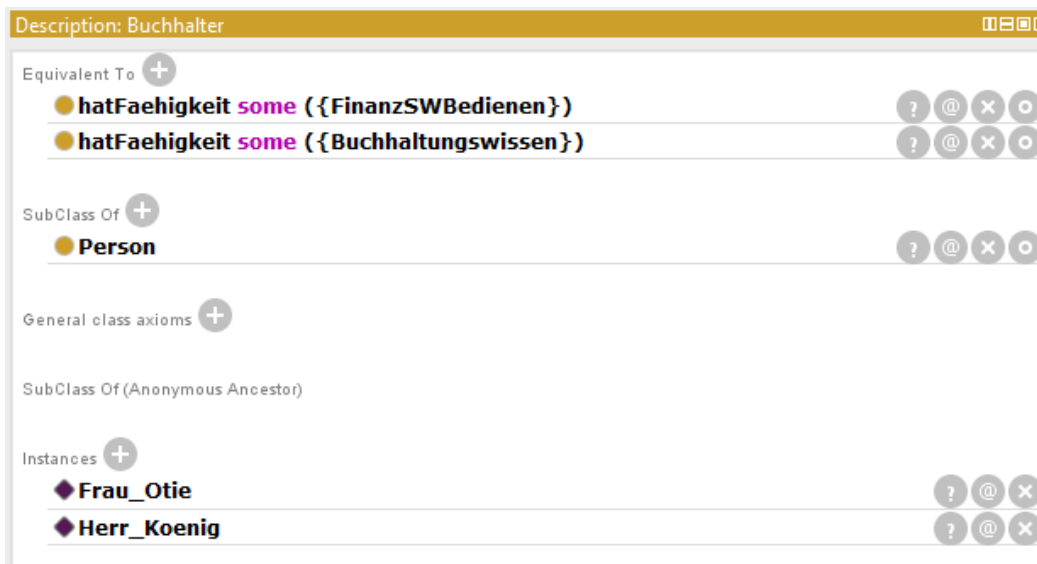 Description: Buchhalter
Equivalent To
hatFaehigkeit some ({FinanzSWBedienen})
hatFaehigkeit some ({Buchhaltungswissen})
SubClass Of
Person
General class axioms
SubClass Of (Anonymous Ancestor)
Instances
Frau_Otie
Herr_Koenig